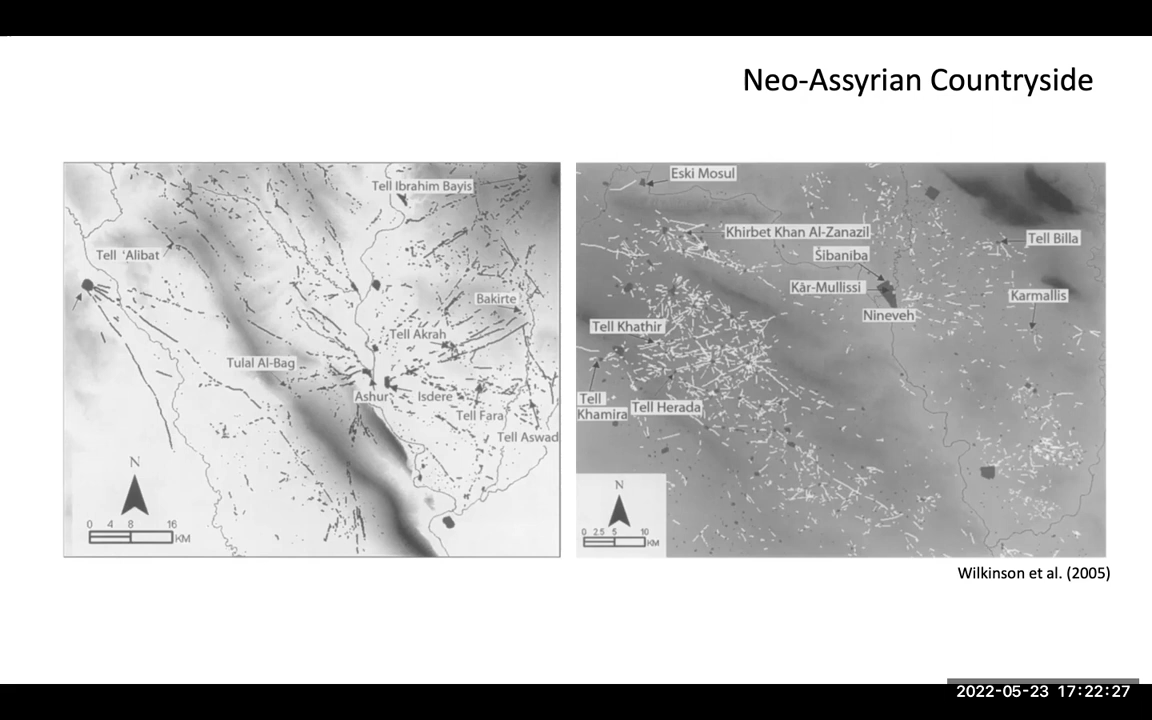 Neo-Assyrian Countryside
Tell Ibrahim Bayis
Tell 'Alibat
Bakirte
Tell Akrah
Tulal Al-Bag
Ashur
Isdere
Tell Fara
Tell Aswad
N
0 4 8 16
KM
Eski Mosul
Khirbet Khan Al-Zanazil
Šibaniba
Tell Billa
Kār-Mullissi
Karmallis
Nineveh
Tell Khathir
Tell
Khamira
Tell Herada
N
0 2.5 5 10
KM
Wilkinson et al. (2005)
2022-05-23 17:22:27